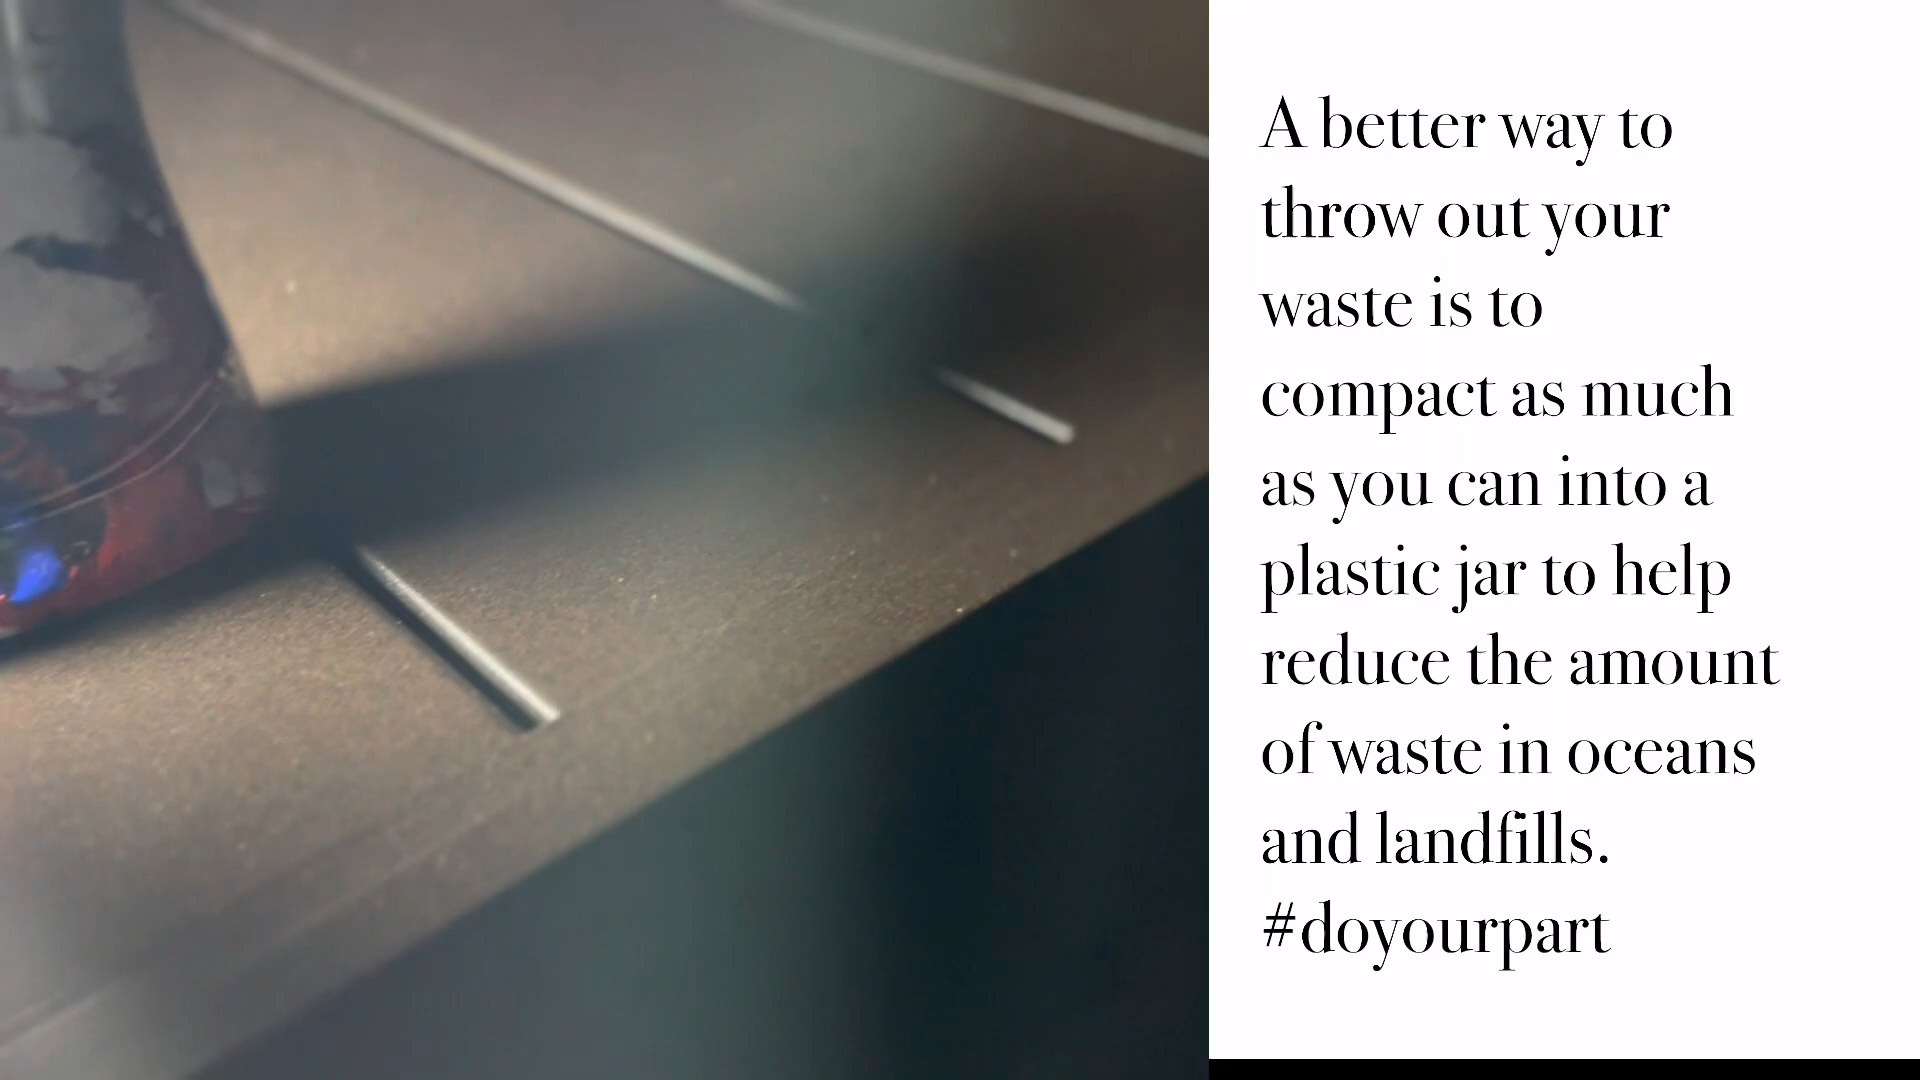 A better way to
throw out your
waste is to
compact as much
as you can into a
plastic jar to help
reduce the amount
of waste in oceans
and landfills.
#doyourpart